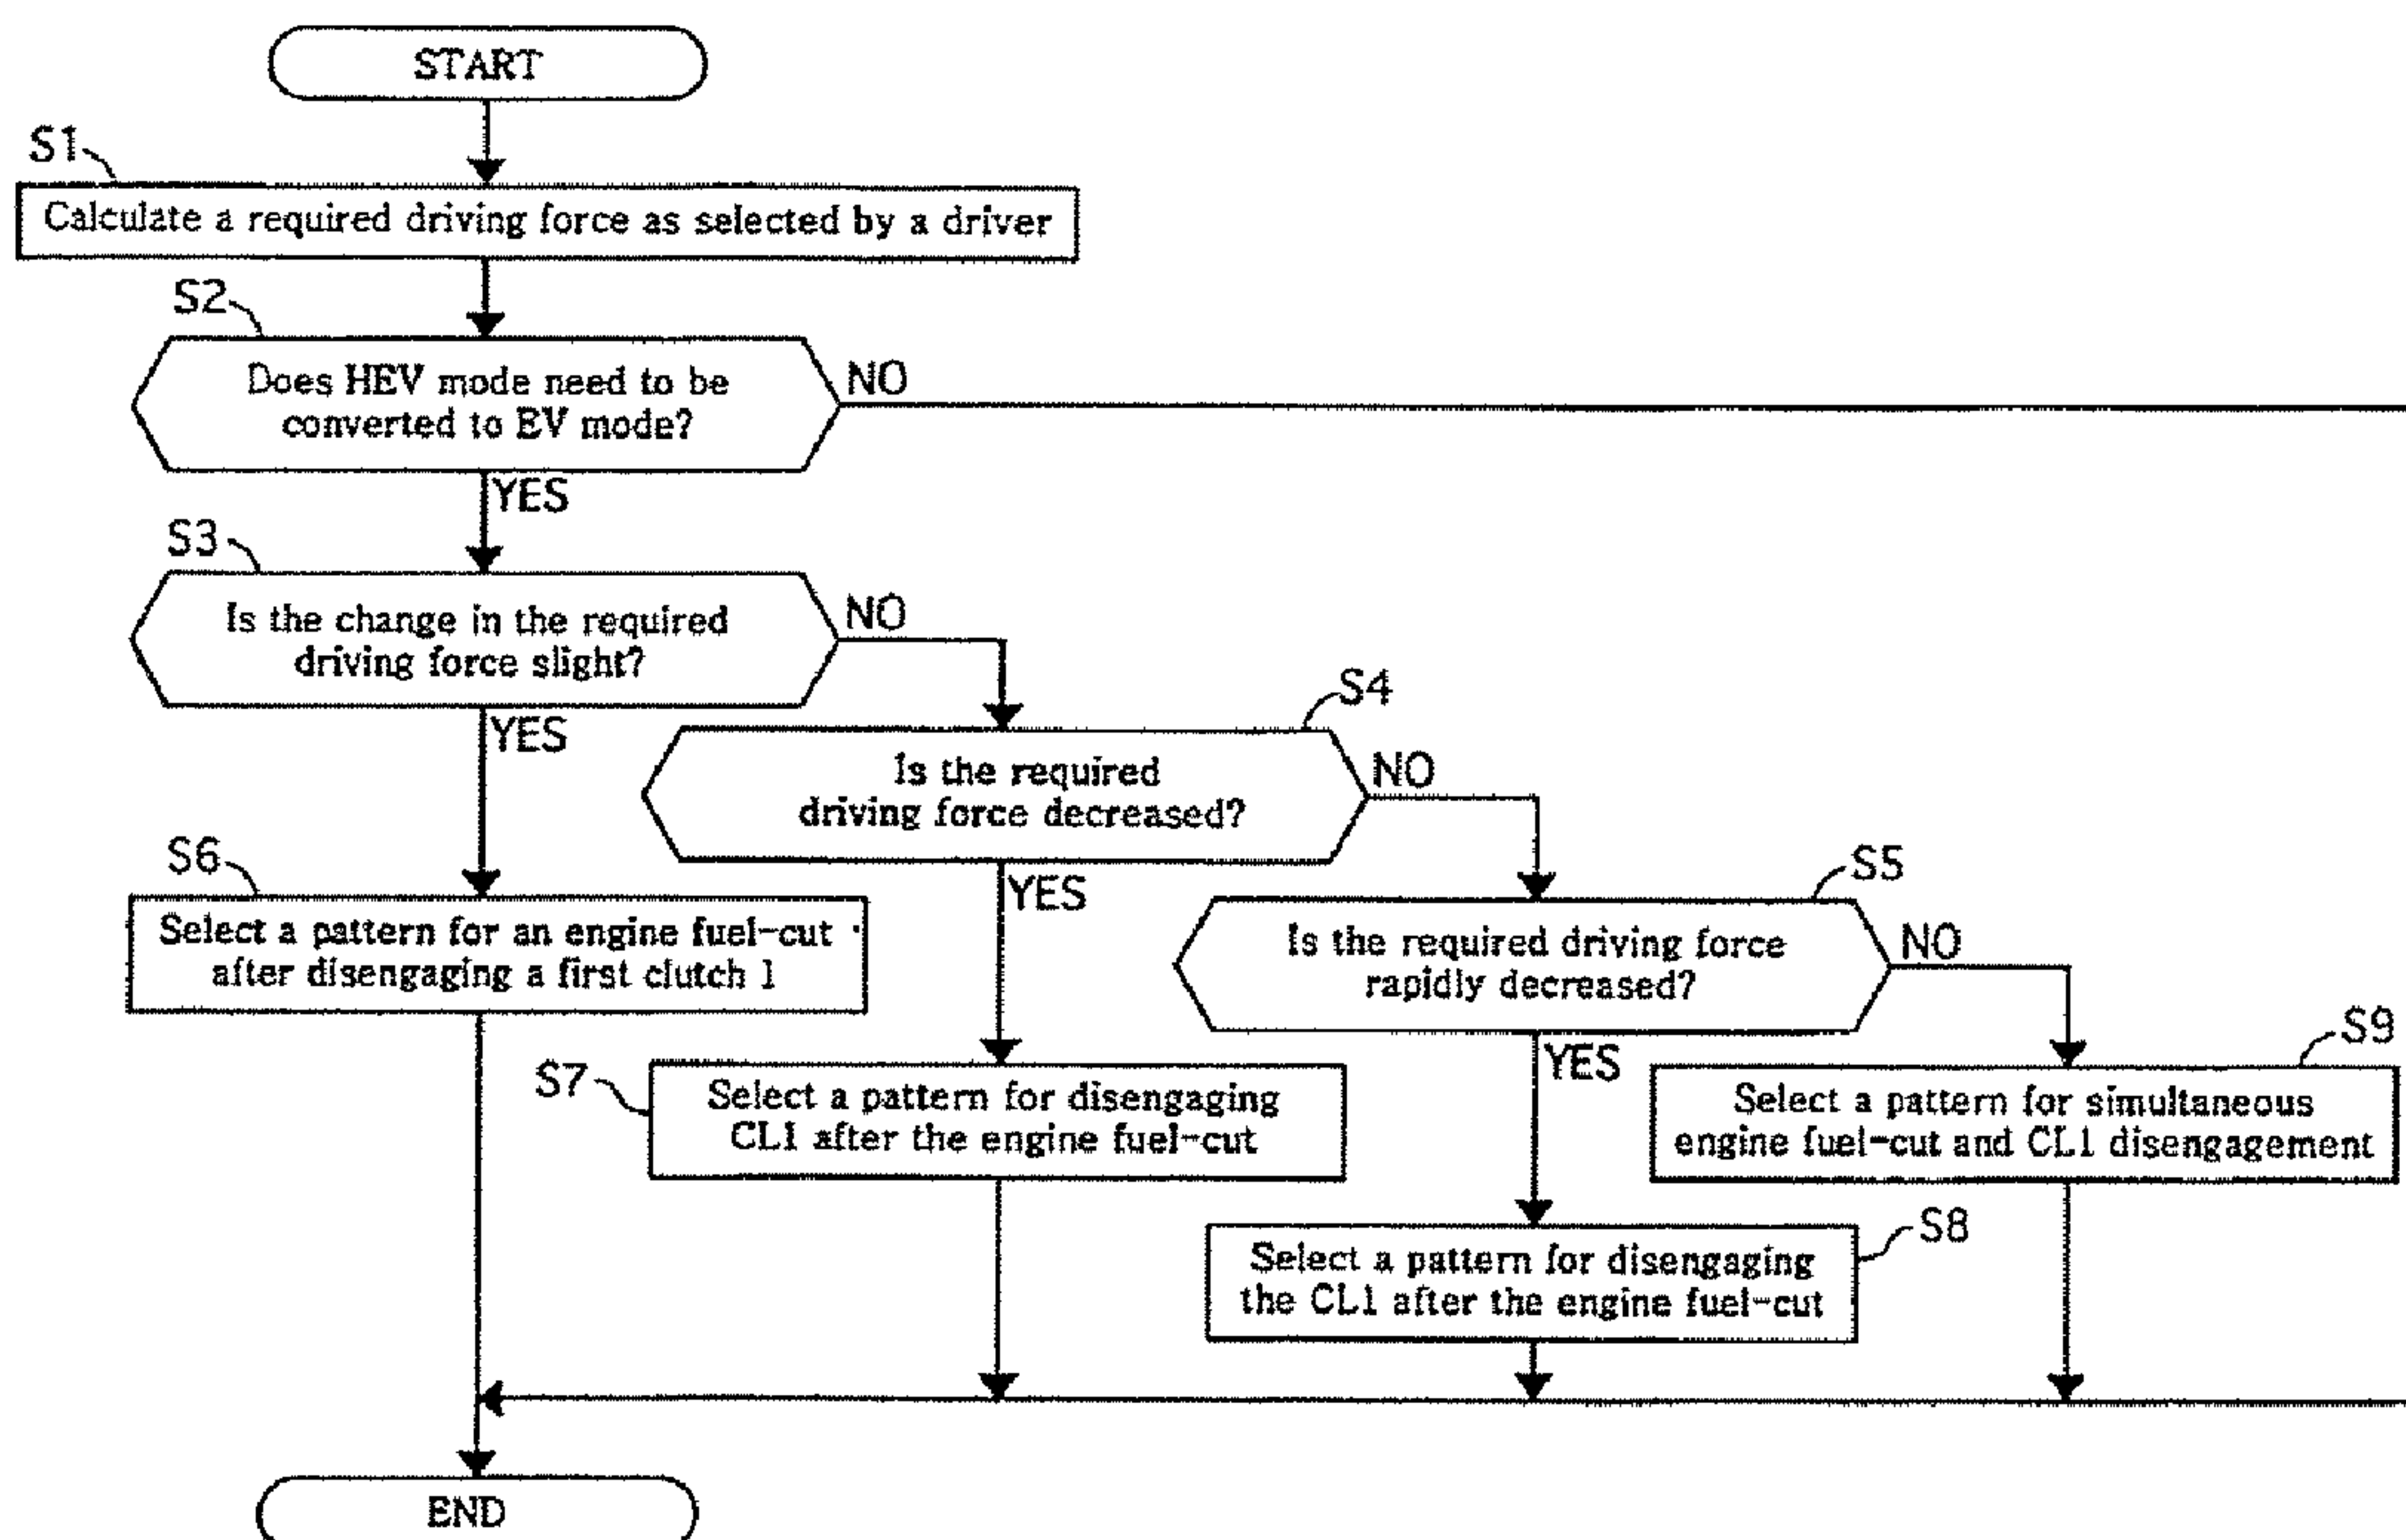 START
S1
Calculate a required driving force as selected by a driver
S2
Does HEV mode need to be
converted to EV mode?
NO
YES
S3
Is the change in the required
driving force slight?
NO
YES
S4
Is the required
driving force decreased?
NO
YES
S5
Is the required driving force
rapidly decreased?
NO
YES
S6
Select a pattern for an engine fuel-cut
after disengaging a first clutch 1
S7
Select a pattern for disengaging
CL1 after the engine fuel-cut
S9
Select a pattern for simultaneous
engine fuel-cut and CL1 disengagement
S8
Select a pattern for disengaging
the CL1 after the engine fuel-cut
END